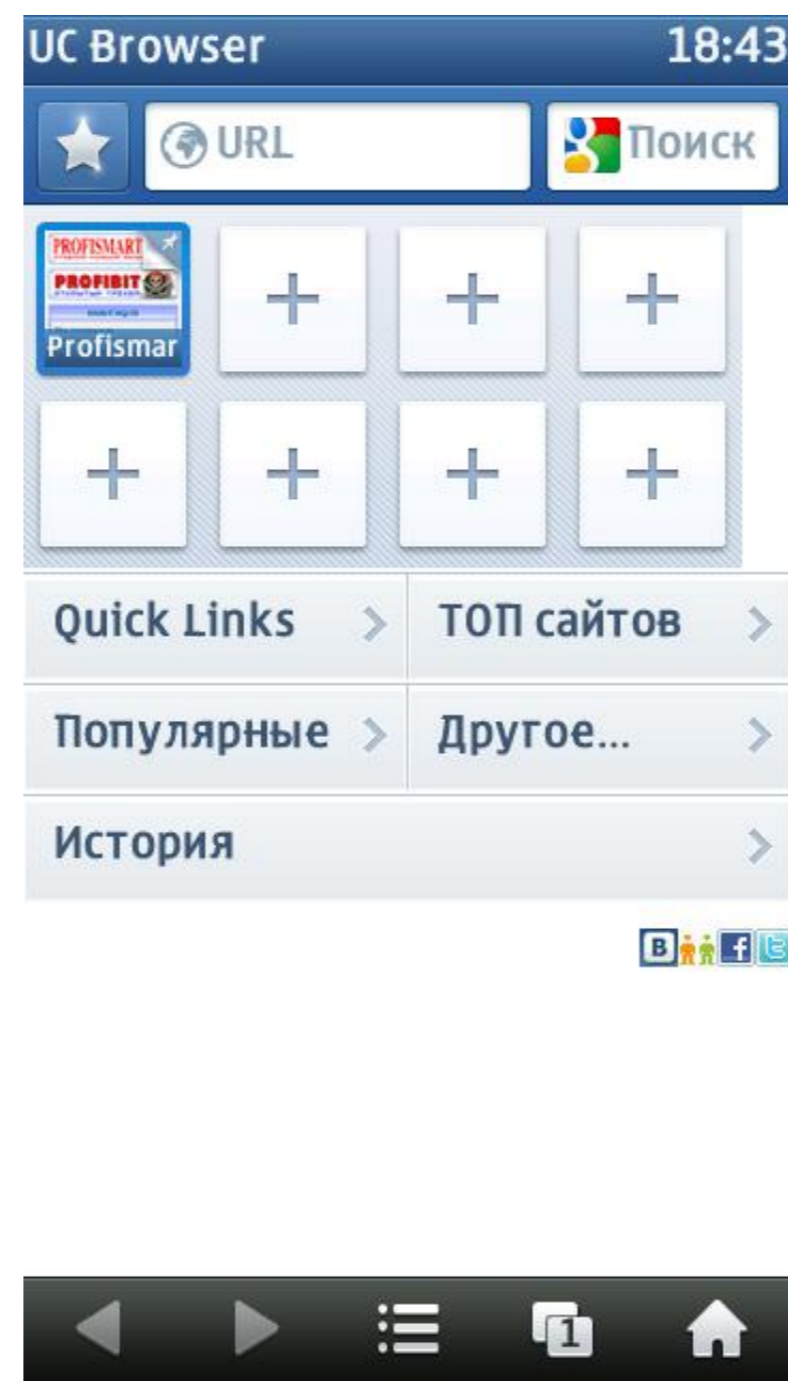 UC Browser 18:43
URL Поиск
PROFISMART
PROFIBIT
Profismar
Quick Links ТОП сайтов
Популярные Другое...
История
B f t
1